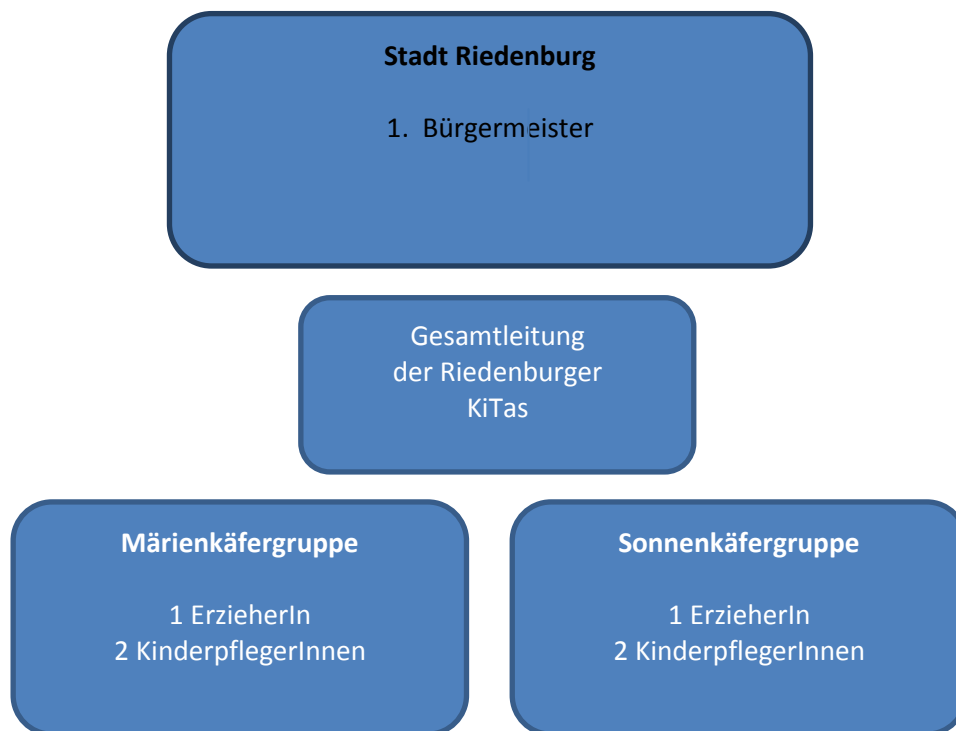 Stadt Riedenburg
1. Bürgermeister
Gesamtleitung
der Riedenburger
KiTas
Märienkäfergruppe
1 ErzieherIn
2 KinderpflegerInnen
Sonnenkäfergruppe
1 ErzieherIn
2 KinderpflegerInnen